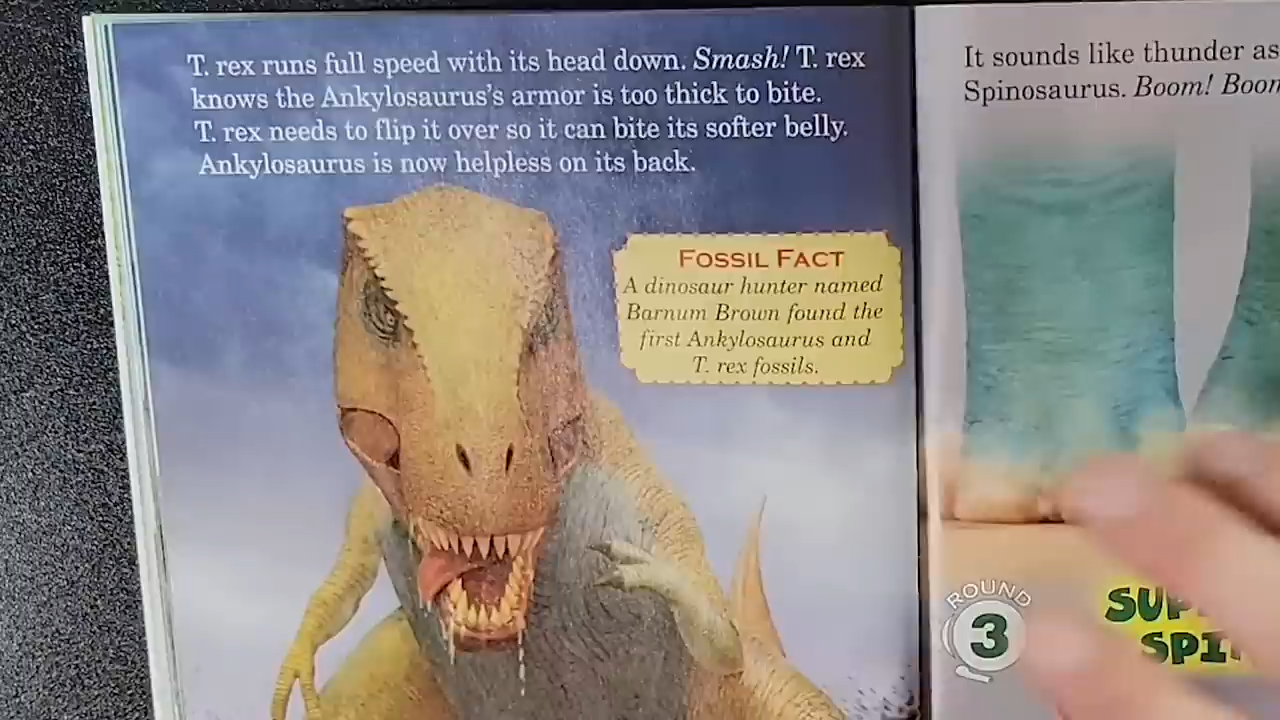 T. rex runs full speed with its head down. Smash! T. rex
knows the Ankylosaurus's armor is too thick to bite.
T. rex needs to flip it over so it can bite its softer belly.
Ankylosaurus is now helpless on its back.
FOSSIL FACT
A dinosaur hunter named
Barnum Brown found the
first Ankylosaurus and
T. rex fossils.
It sounds like thunder as
Spinosaurus. Boom! Boom
ROUND
3